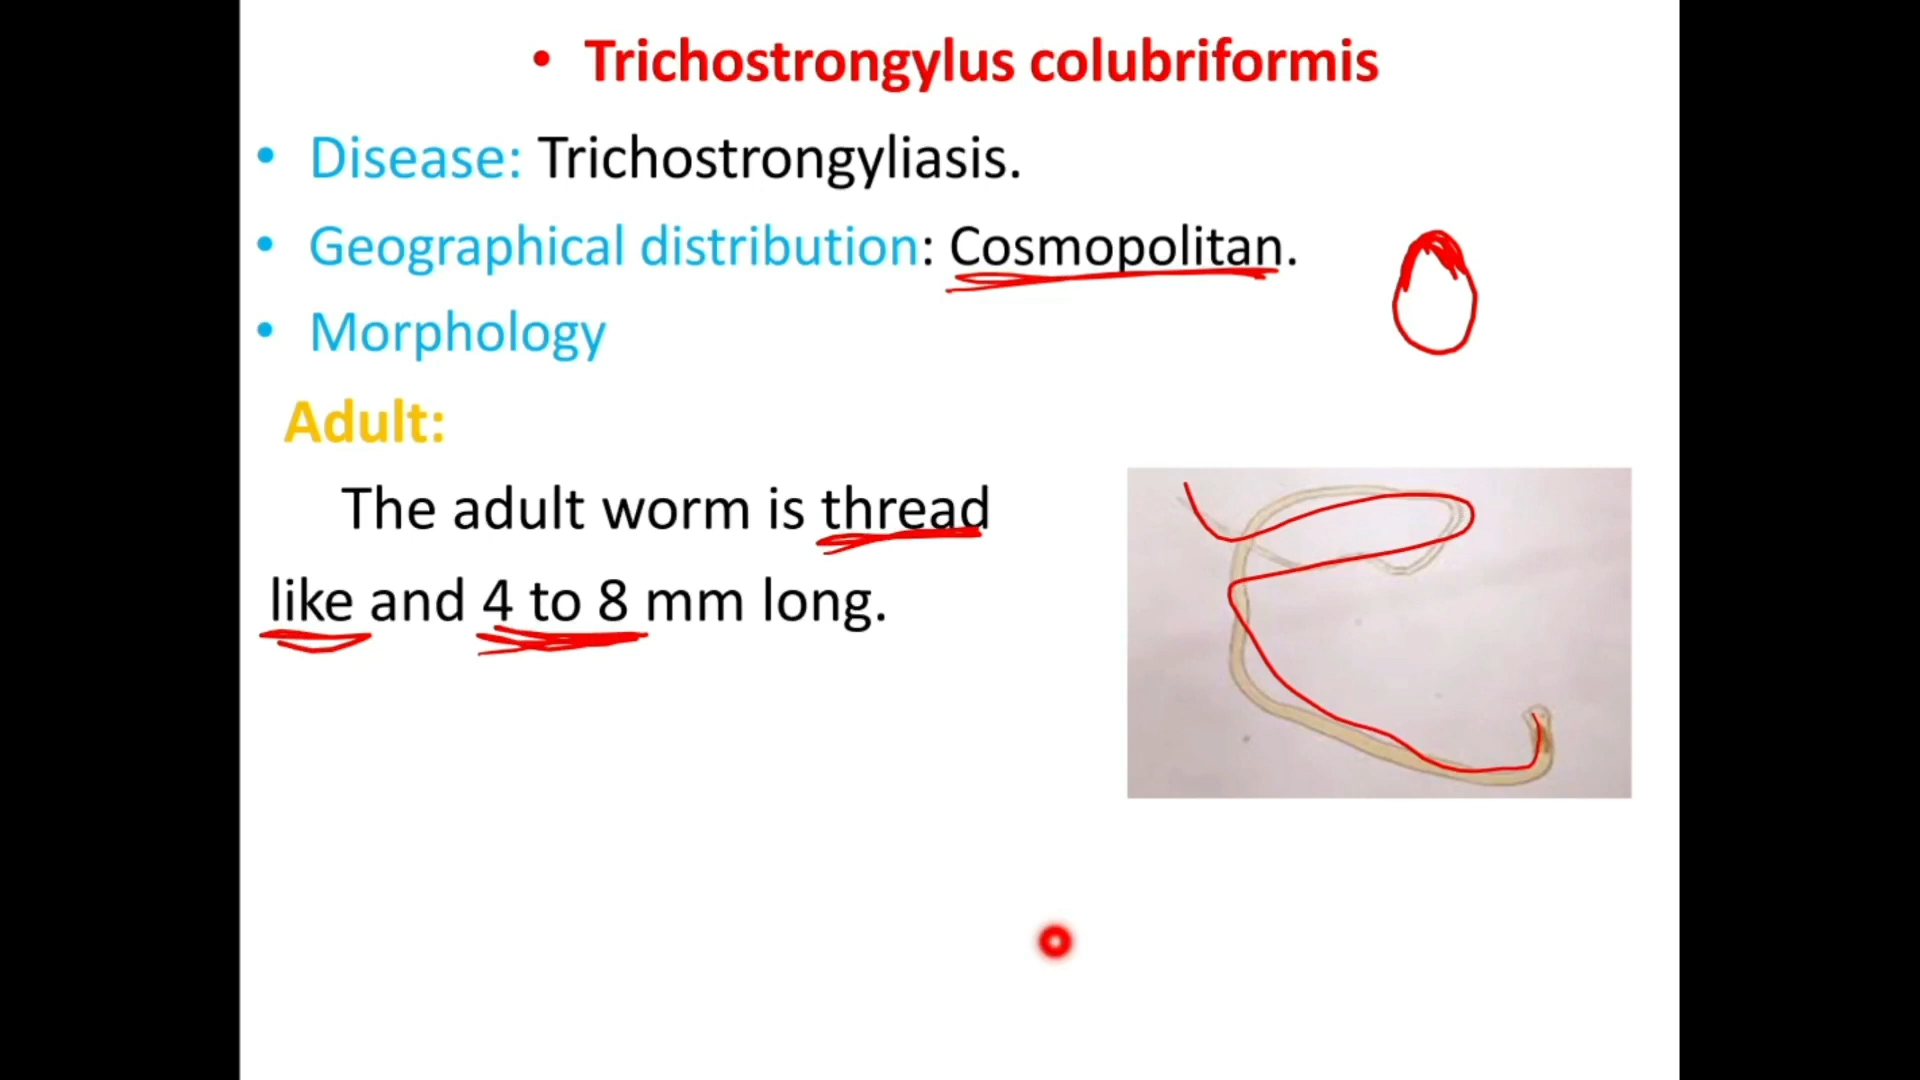 • Trichostrongylus colubriformis
• Disease: Trichostrongyliasis.
• Geographical distribution: Cosmopolitan.
• Morphology
Adult:
The adult worm is thread
like and 4 to 8 mm long.